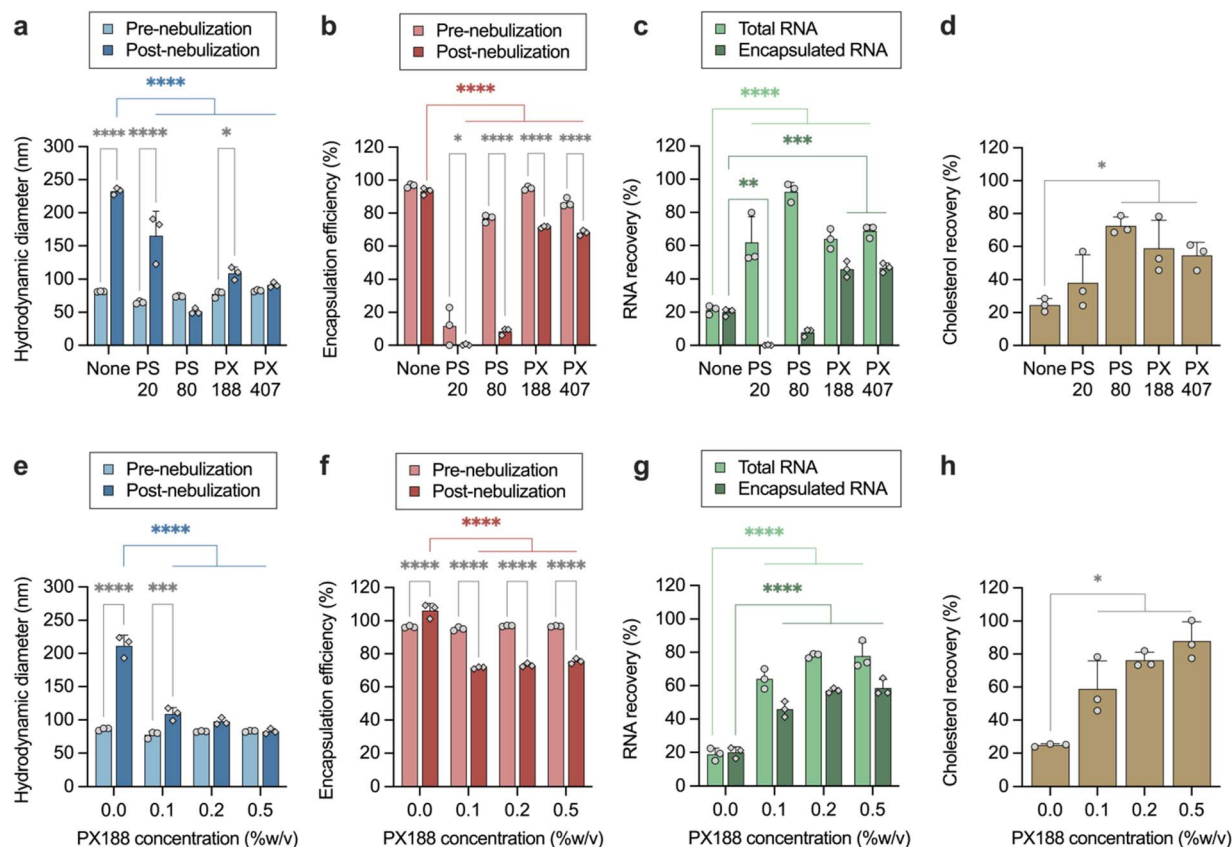 a
Pre-nebulization
Post-nebulization
****
**** **** *
Hydrodynamic diameter (nm)
300
250
200
150
100
50
0
None PS 20 PS 80 PX 188 PX 407
b
Pre-nebulization
Post-nebulization
****
* **** **** ****
Encapsulation efficiency (%)
120
100
80
60
40
20
0
None PS 20 PS 80 PX 188 PX 407
c
Total RNA
Encapsulated RNA
****
***
**
RNA recovery (%)
120
100
80
60
40
20
0
None PS 20 PS 80 PX 188 PX 407
d
*
Cholesterol recovery (%)
120
100
80
60
40
20
0
None PS 20 PS 80 PX 188 PX 407
e
Pre-nebulization
Post-nebulization
****
**** ***
Hydrodynamic diameter (nm)
300
250
200
150
100
50
0
0.0 0.1 0.2 0.5
PX188 concentration (%w/v)
f
Pre-nebulization
Post-nebulization
****
**** **** **** ****
Encapsulation efficiency (%)
120
100
80
60
40
20
0
0.0 0.1 0.2 0.5
PX188 concentration (%w/v)
g
Total RNA
Encapsulated RNA
****
****
RNA recovery (%)
120
100
80
60
40
20
0
0.0 0.1 0.2 0.5
PX188 concentration (%w/v)
h
*
Cholesterol recovery (%)
120
100
80
60
40
20
0
0.0 0.1 0.2 0.5
PX188 concentration (%w/v)